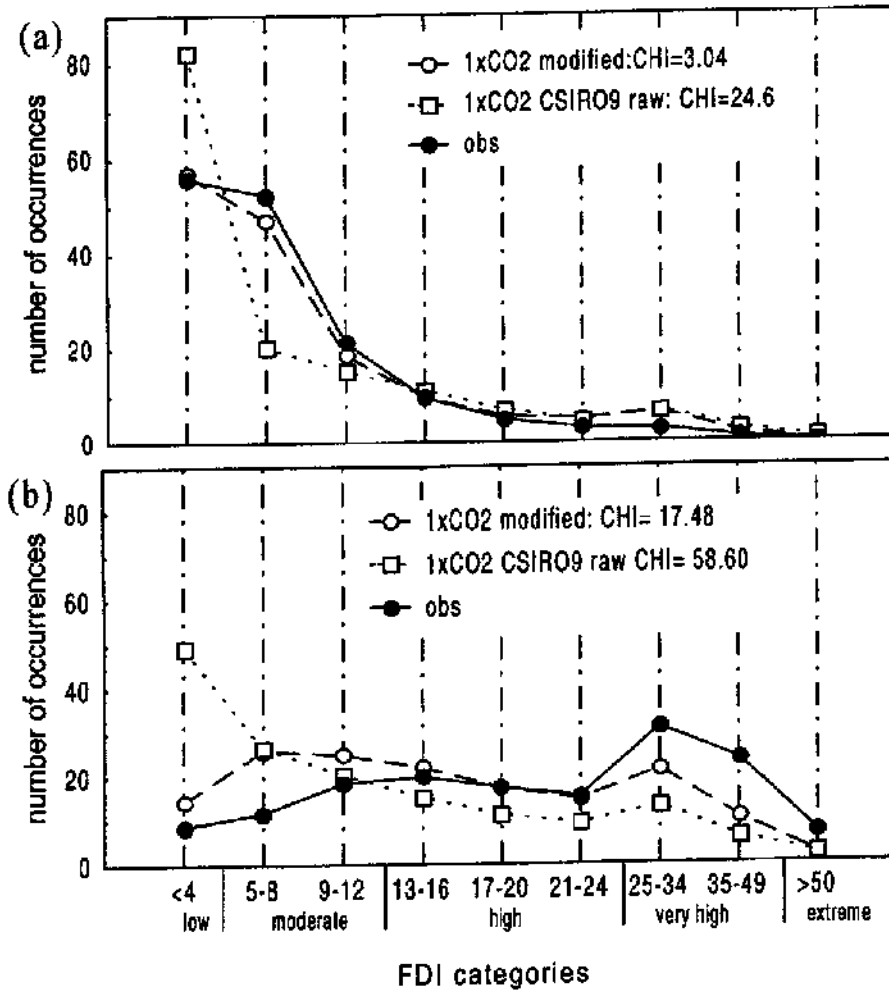 (a)
80
60
40
20
0
number of occurrences
1xCO2 modified:CHI=3.04
1xCO2 CSIRO9 raw: CHI=24.6
obs
(b)
80
60
40
20
0
number of occurrences
1xCO2 modified: CHI= 17.48
1xCO2 CSIRO9 raw CHI= 58.60
obs
<4 5-8 9-12 13-16 17-20 21-24 25-34 35-49 >50
low moderate high very high extreme
FDI categories